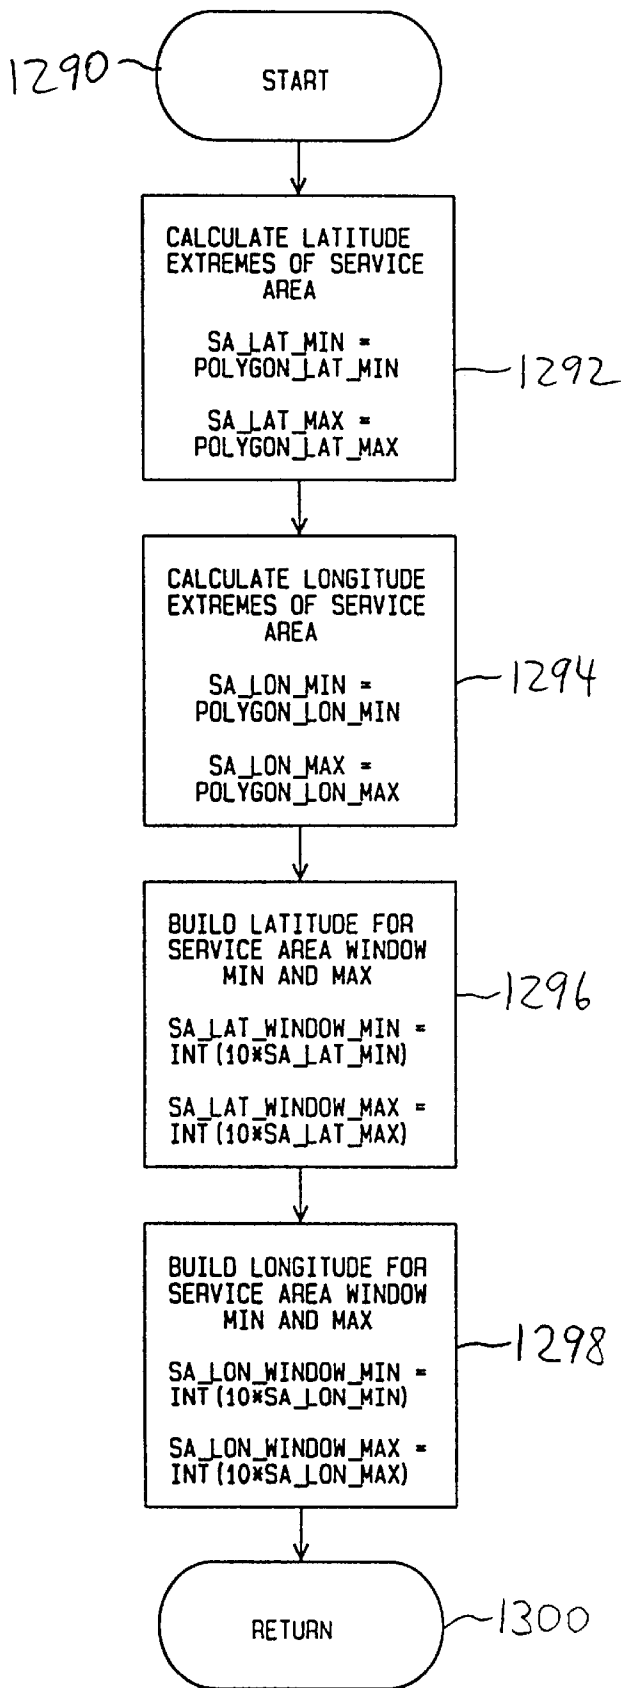 1290
START
CALCULATE LATITUDE
EXTREMES OF SERVICE
AREA
SA_LAT_MIN =
POLYGON_LAT_MIN
SA_LAT_MAX =
POLYGON_LAT_MAX
1292
CALCULATE LONGITUDE
EXTREMES OF SERVICE
AREA
SA_LON_MIN =
POLYGON_LON_MIN
SA_LON_MAX =
POLYGON_LON_MAX
1294
BUILD LATITUDE FOR
SERVICE AREA WINDOW
MIN AND MAX
SA_LAT_WINDOW_MIN =
INT(10*SA_LAT_MIN)
SA_LAT_WINDOW_MAX =
INT(10*SA_LAT_MAX)
1296
BUILD LONGITUDE FOR
SERVICE AREA WINDOW
MIN AND MAX
SA_LON_WINDOW_MIN =
INT(10*SA_LON_MIN)
SA_LON_WINDOW_MAX =
INT(10*SA_LON_MAX)
1298
RETURN
1300